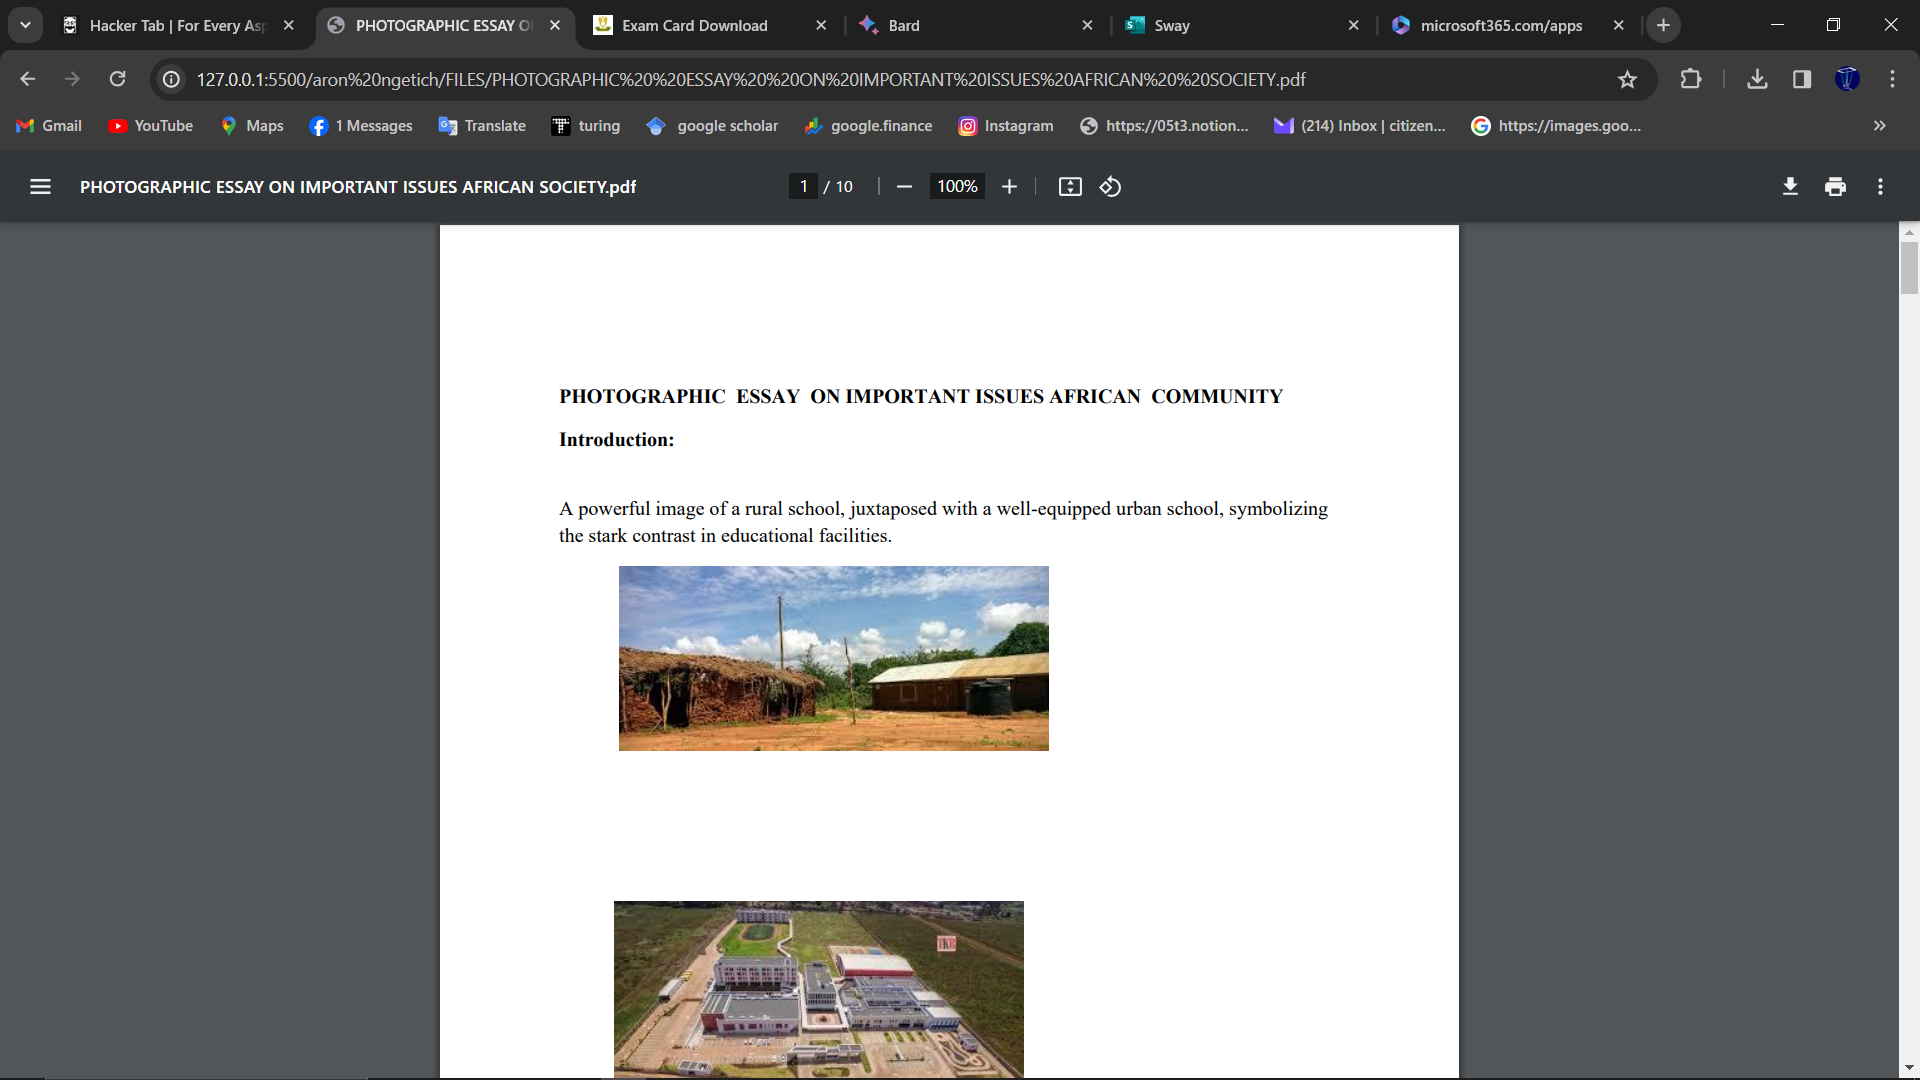 Hacker Tab | For Every Asp
PHOTOGRAPHIC ESSAY O
Exam Card Download
Bard
Sway
microsoft365.com/apps
127.0.0.1:5500/aron%20ngetich/FILES/PHOTOGRAPHIC%20%20ESSAY%20%20ON%20IMPORTANT%20ISSUES%20AFRICAN%20%20SOCIETY.pdf
Gmail
YouTube
Maps
1 Messages
Translate
turing
google scholar
google.finance
Instagram
https://05t3.notion...
(214) Inbox | citizen...
https://images.goo...
PHOTOGRAPHIC ESSAY ON IMPORTANT ISSUES AFRICAN SOCIETY.pdf
1 / 10
100%
PHOTOGRAPHIC ESSAY ON IMPORTANT ISSUES AFRICAN COMMUNITY
Introduction:
A powerful image of a rural school, juxtaposed with a well-equipped urban school, symbolizing
the stark contrast in educational facilities.
TKR